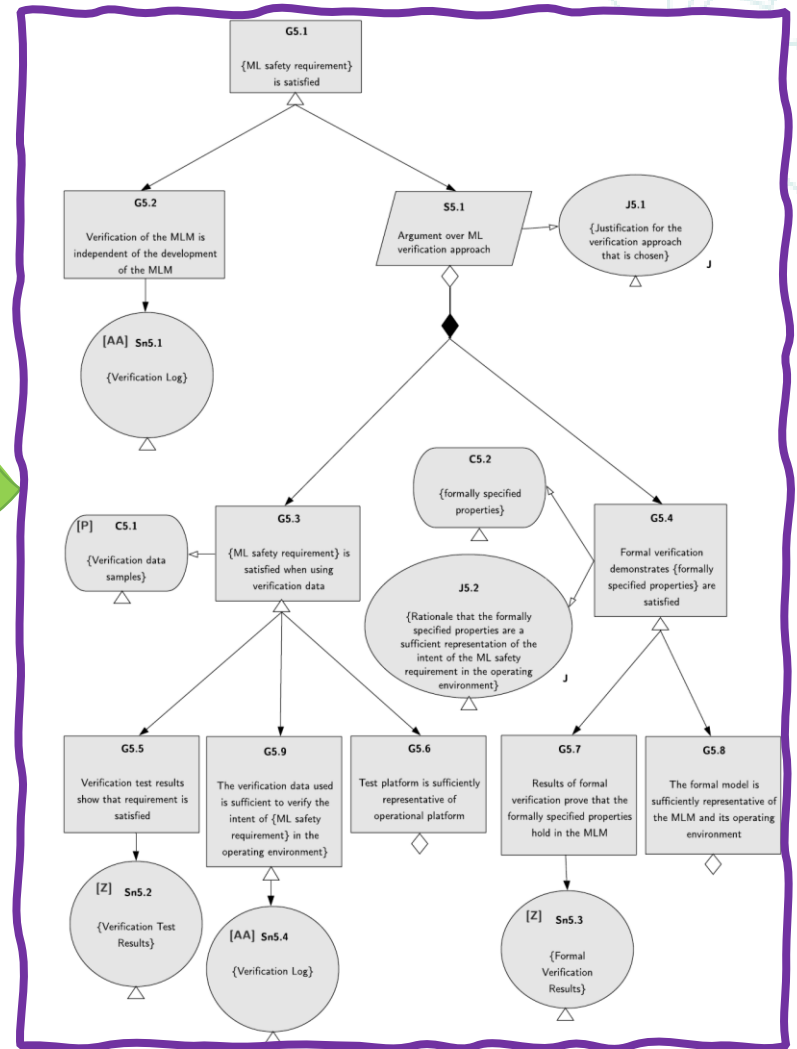 G5.1
{ML safety requirement}
is satisfied
G5.2
Verification of the MLM is
independent of the development
of the MLM
S5.1
Argument over ML
verification approach
J5.1
{Justification for the
verification approach
that is chosen}
J
[AA] Sn5.1
{Verification Log}
C5.2
{formally specified
properties}
[P] C5.1
{Verification data
samples}
G5.3
{ML safety requirement} is
satisfied when using
verification data
G5.4
Formal verification
demonstrates {formally
specified properties} are
satisfied
J5.2
{Rationale that the formally
specified properties are a
sufficient representation of the
intent of the ML safety
requirement in the operating
environment}
J
G5.5
Verification test results
show that requirement is
satisfied
G5.9
The verification data used
is sufficient to verify the
intent of {ML safety
requirement} in the
operating environment}
G5.6
Test platform is sufficiently
representative of
operational platform
G5.7
Results of formal
verification prove that the
formally specified properties
hold in the MLM
G5.8
The formal model is
sufficiently representative of
the MLM and its operating
environment
[Z] Sn5.2
{Verification Test
Results}
[AA] Sn5.4
{Verification Log}
[Z] Sn5.3
{Formal
Verification
Results}